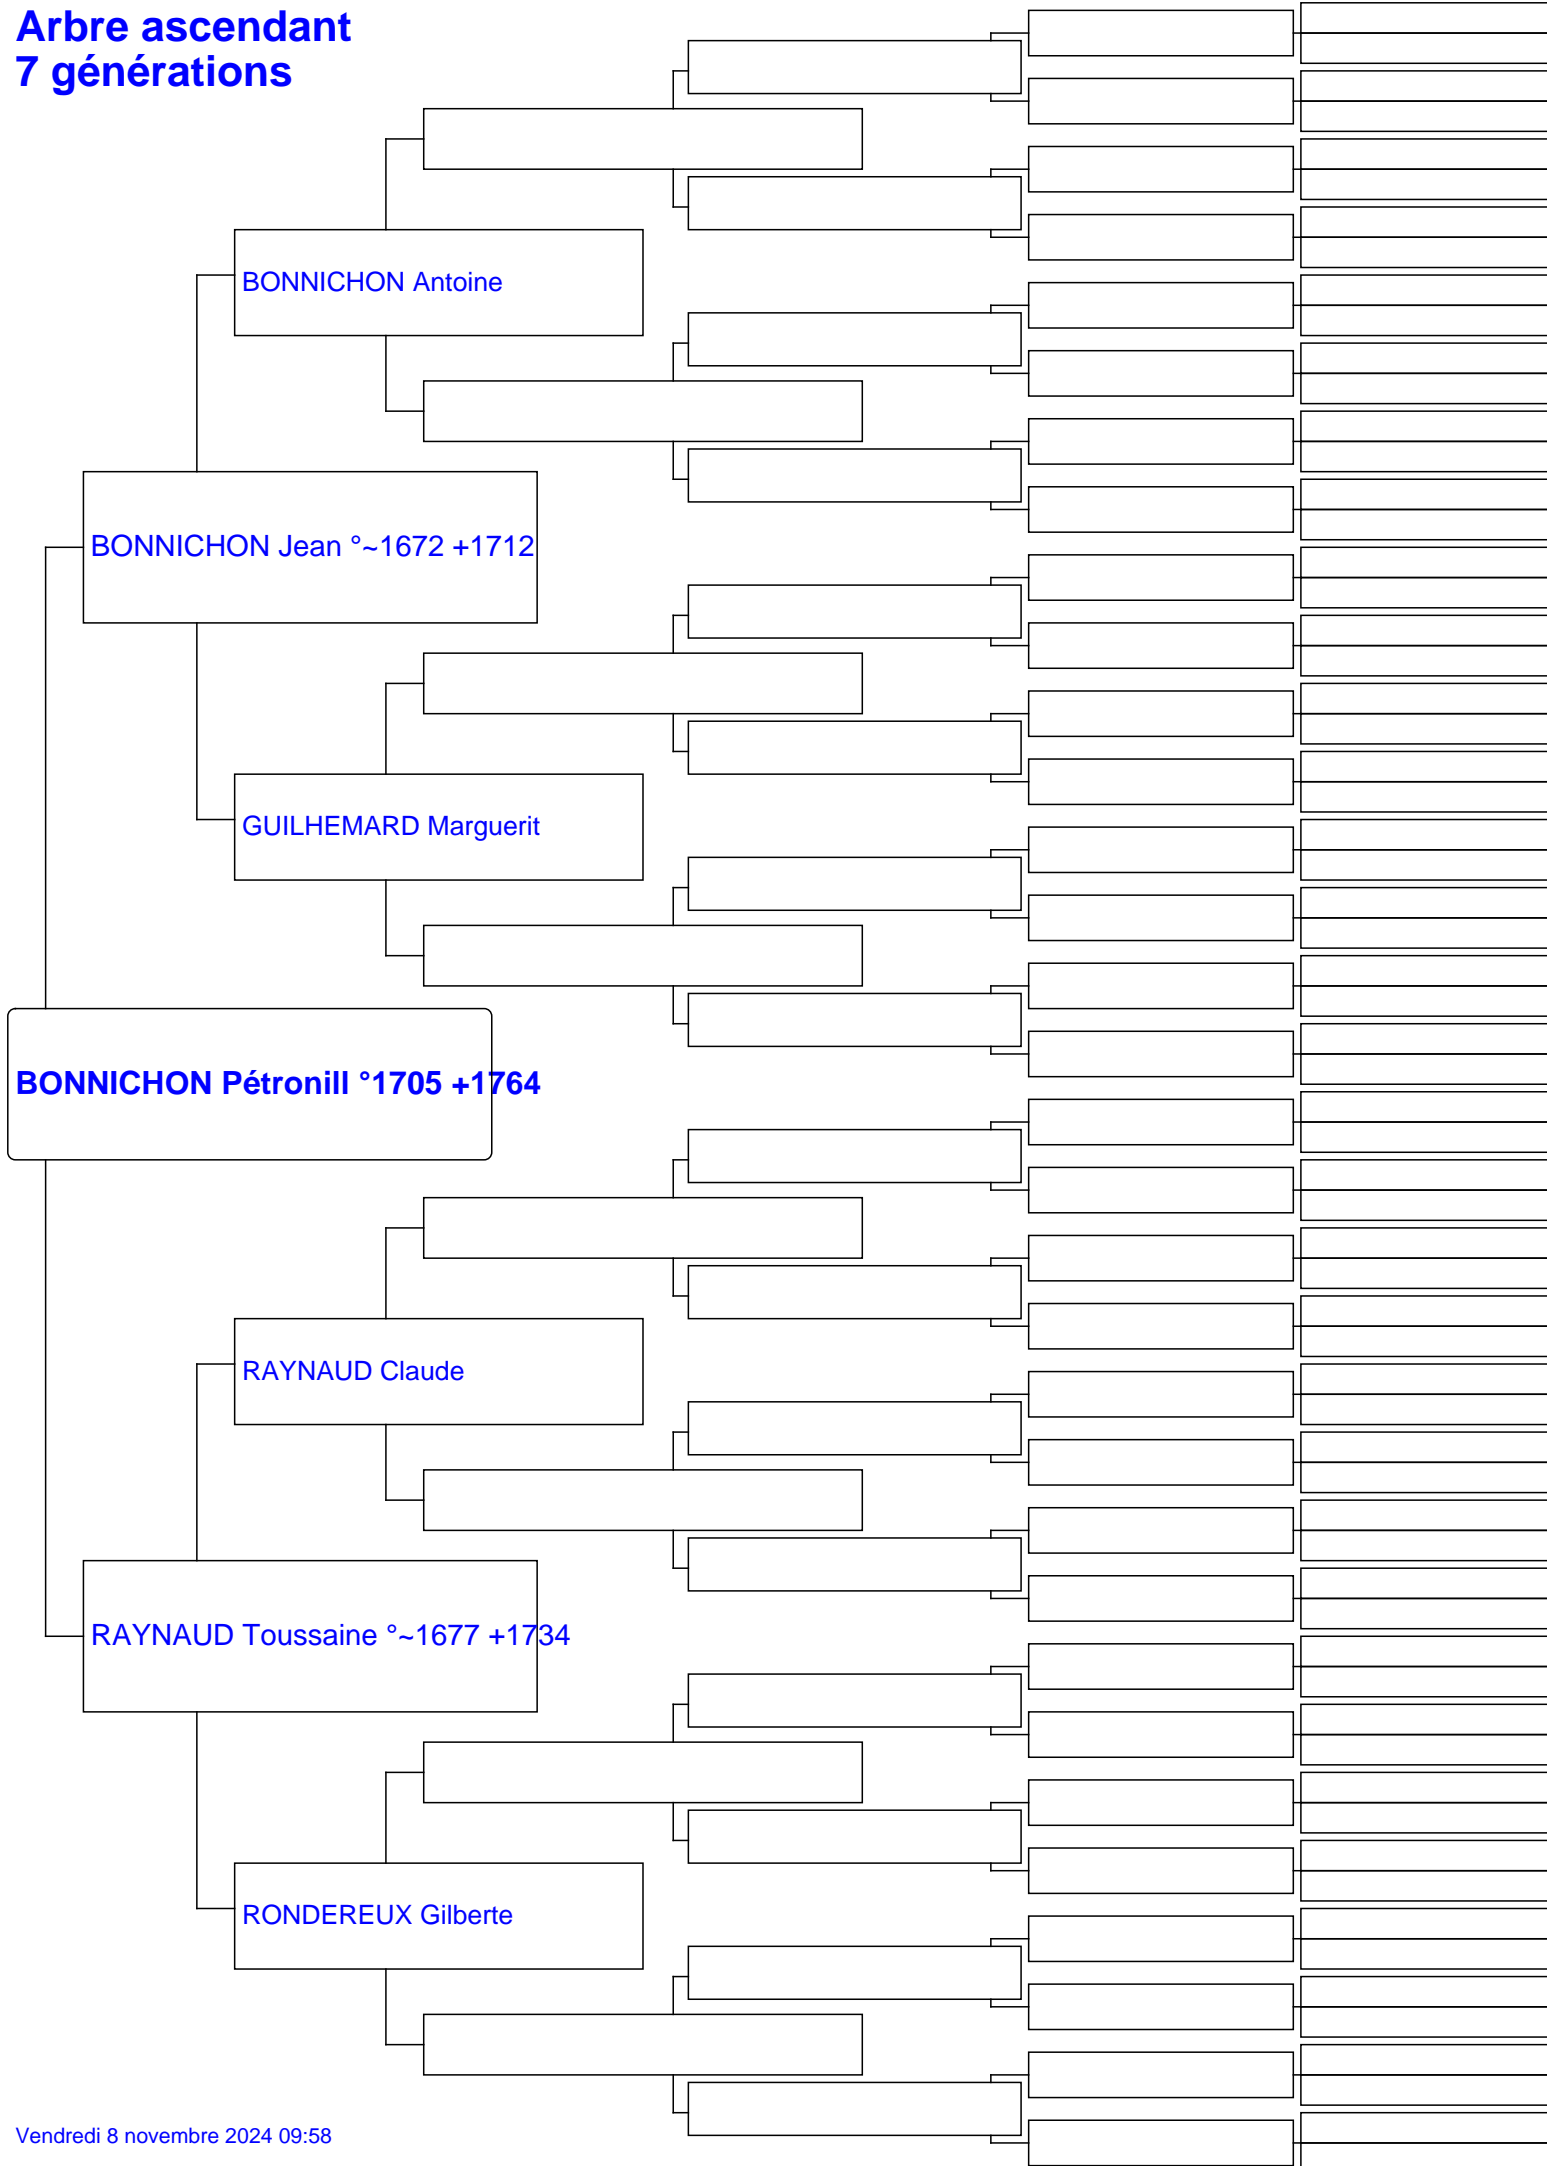 Arbre ascendant
7 générations
BONNICHON Antoine
BONNICHON Jean °~1672 +1712
GUILHEMARD Marguerit
BONNICHON Pétronill °1705 +1764
RAYNAUD Claude
RAYNAUD Toussaine °~1677 +1734
RONDEREUX Gilberte
Vendredi 8 novembre 2024 09:58